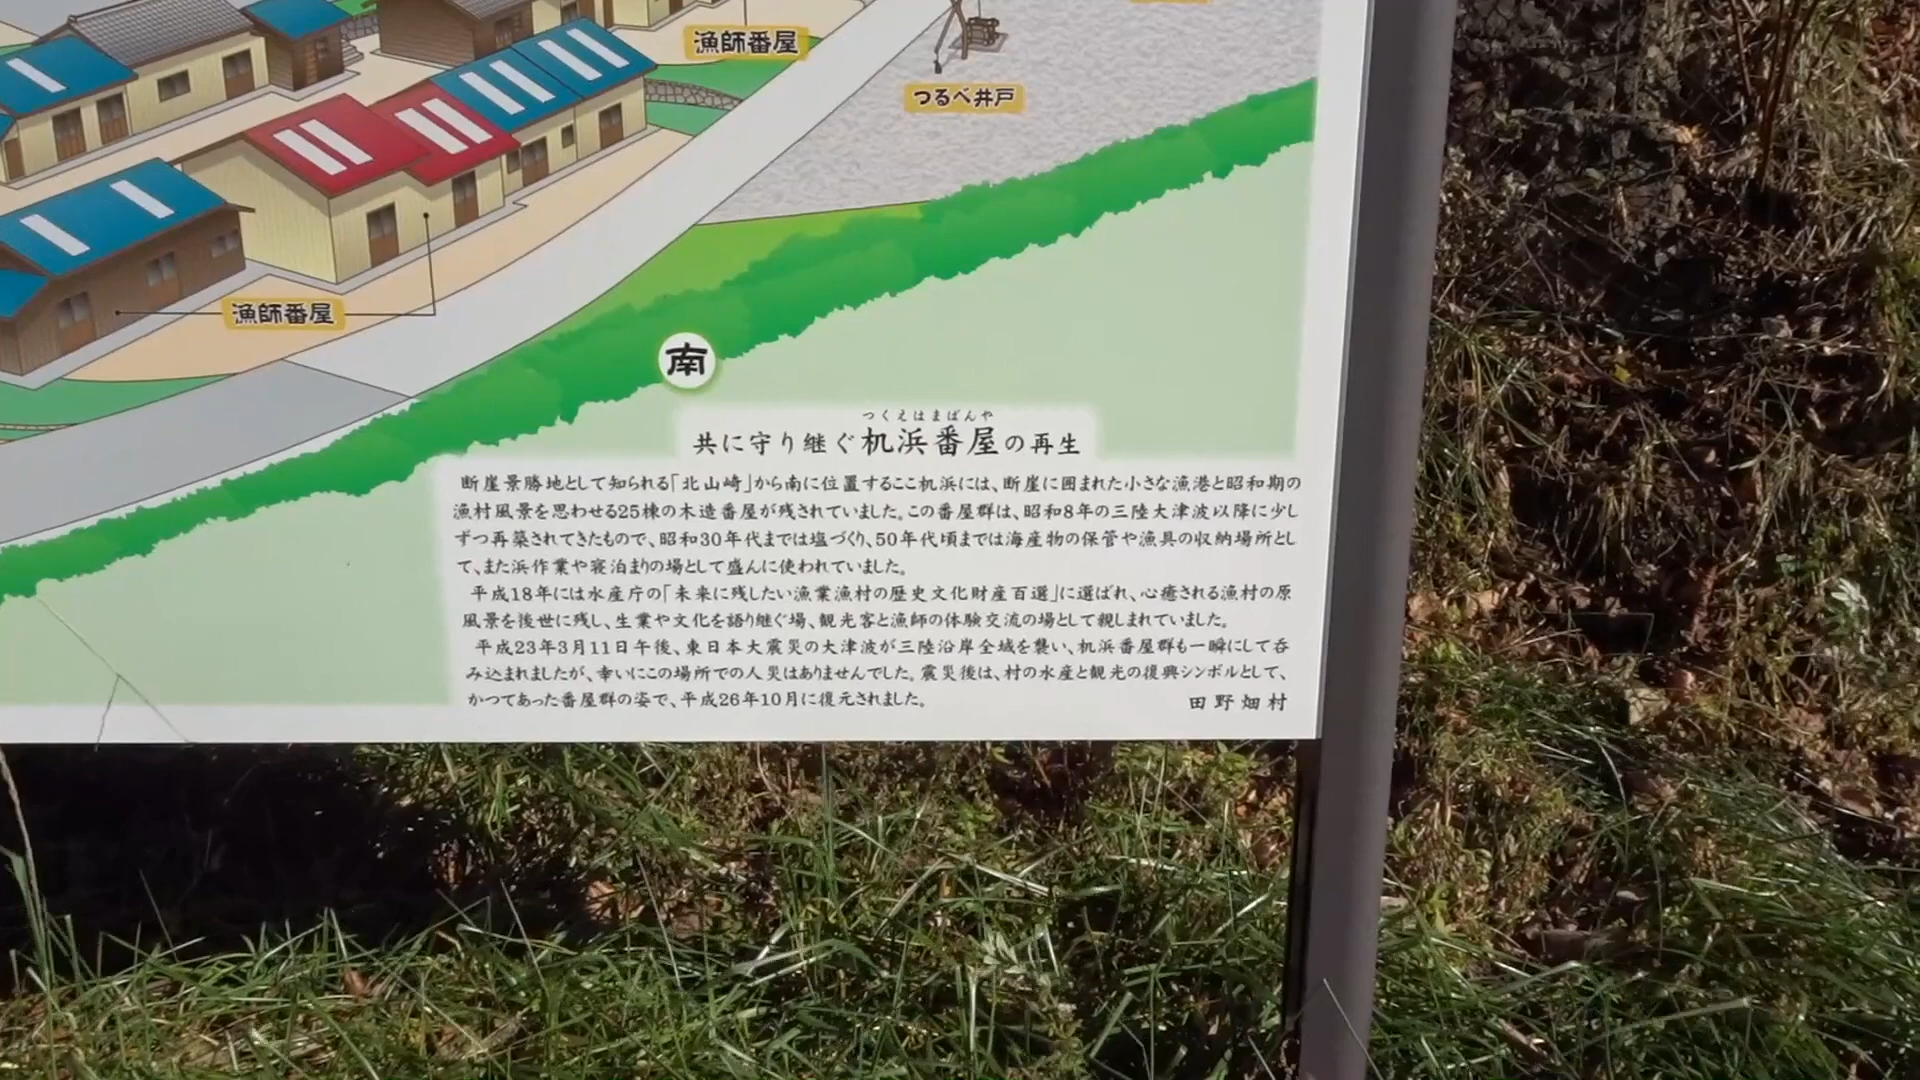 漁師番屋
つるべ井戸
漁師番屋
南
つくえはまばんや
共に守り継ぐ机浜番屋の再生
断崖景勝地として知られる「北山崎」から南に位置するここ机浜には、断崖に囲まれた小さな漁港と昭和期の
漁村風景を思わせる25棟の木造番屋が残されていました。この番屋群は、昭和8年の三陸大津波以降に少し
ずつ再築されてきたもので、昭和30年代までは塩づくり、50年代頃までは海産物の保管や漁具の収納場所とし
て、また浜作業や寝泊まりの場として盛んに使われていました。
平成18年には水産庁の「未来に残したい漁業漁村の歴史文化財産百選」に選ばれ、心癒される漁村の原
風景を後世に残し、生業や文化を語り継ぐ場、観光客と漁師の体験交流の場として親しまれていました。
平成23年3月11日午後、東日本大震災の大津波が三陸沿岸全域を襲い、机浜番屋群も一瞬にして呑
み込まれましたが、幸いにこの場所での人災はありませんでした。震災後は、村の水産と観光の復興シンボルとして、
かつてあった番屋群の姿で、平成26年10月に復元されました。
田野畑村